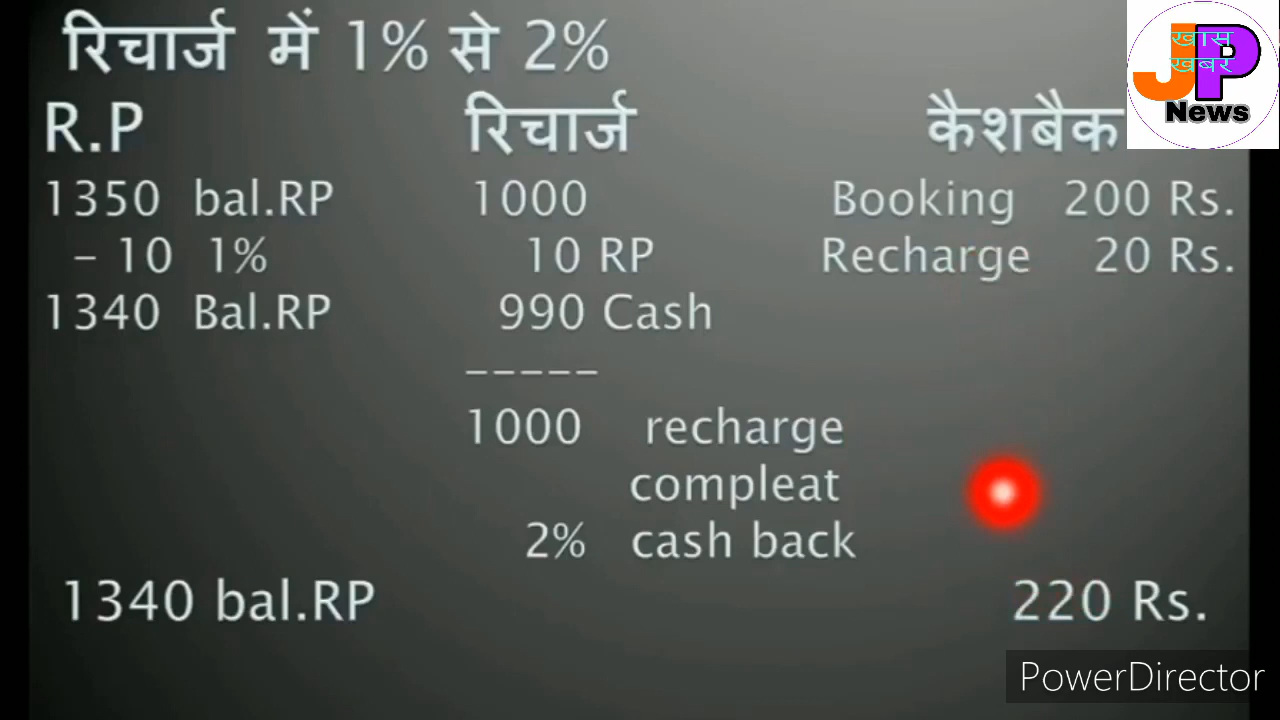 रिचार्ज में 1% से 2%
खास
खबर
JP
News
R.P रिचार्ज कैशबैक
1350 bal.RP 1000 Booking 200 Rs.
– 10 1% 10 RP Recharge 20 Rs.
1340 Bal.RP 990 Cash
-----
1000 recharge
compleat
2% cash back
1340 bal.RP 220 Rs.
PowerDirector